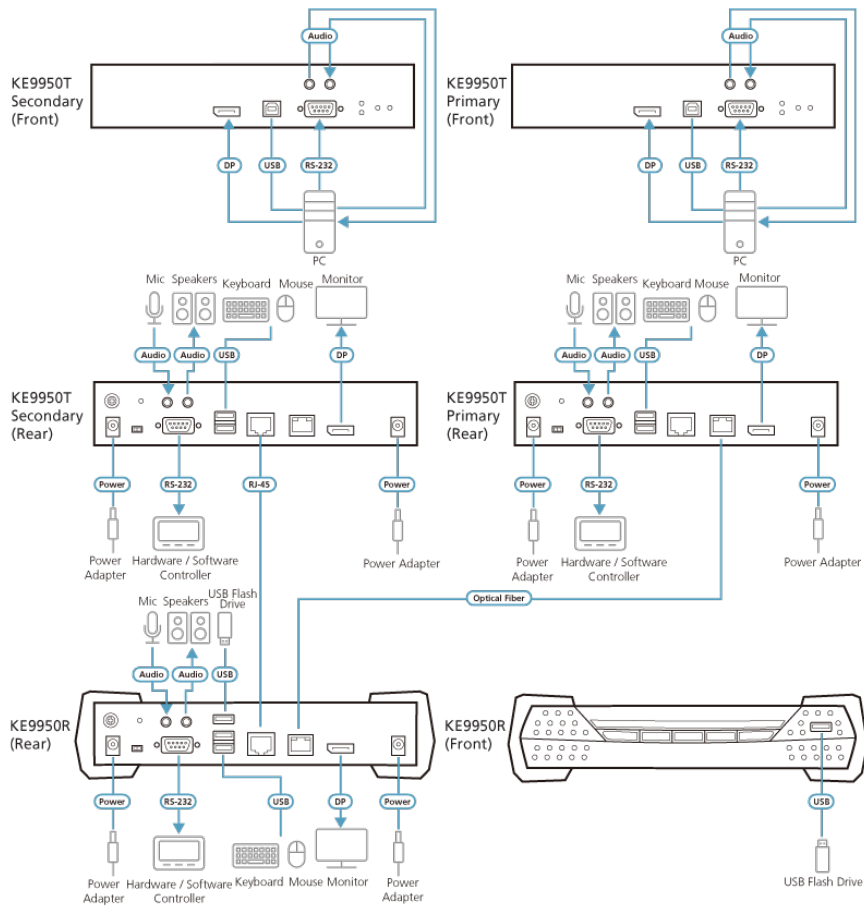 Audio
Audio
KE9950T
Secondary
(Front)
KE9950T
Primary
(Front)
DP
USB
RS-232
DP
USB
RS-232
PC
PC
Mic Speakers Keyboard Mouse Monitor
Mic Speakers Keyboard Mouse Monitor
Audio
Audio
USB
DP
Audio
Audio
USB
DP
KE9950T
Secondary
(Rear)
KE9950T
Primary
(Rear)
Power
RS-232
RJ-45
Power
Power
RS-232
Power
Power
Adapter
Hardware / Software
Controller
Power Adapter
Power
Adapter
Hardware / Software
Controller
Power Adapter
Optical Fiber
Mic Speakers USB Flash
Drive
Audio
Audio
USB
KE9950R
(Rear)
KE9950R
(Front)
Power
RS-232
USB
DP
Power
USB
Power
Adapter
Hardware / Software
Controller
Keyboard Mouse Monitor
Power
Adapter
USB Flash Drive